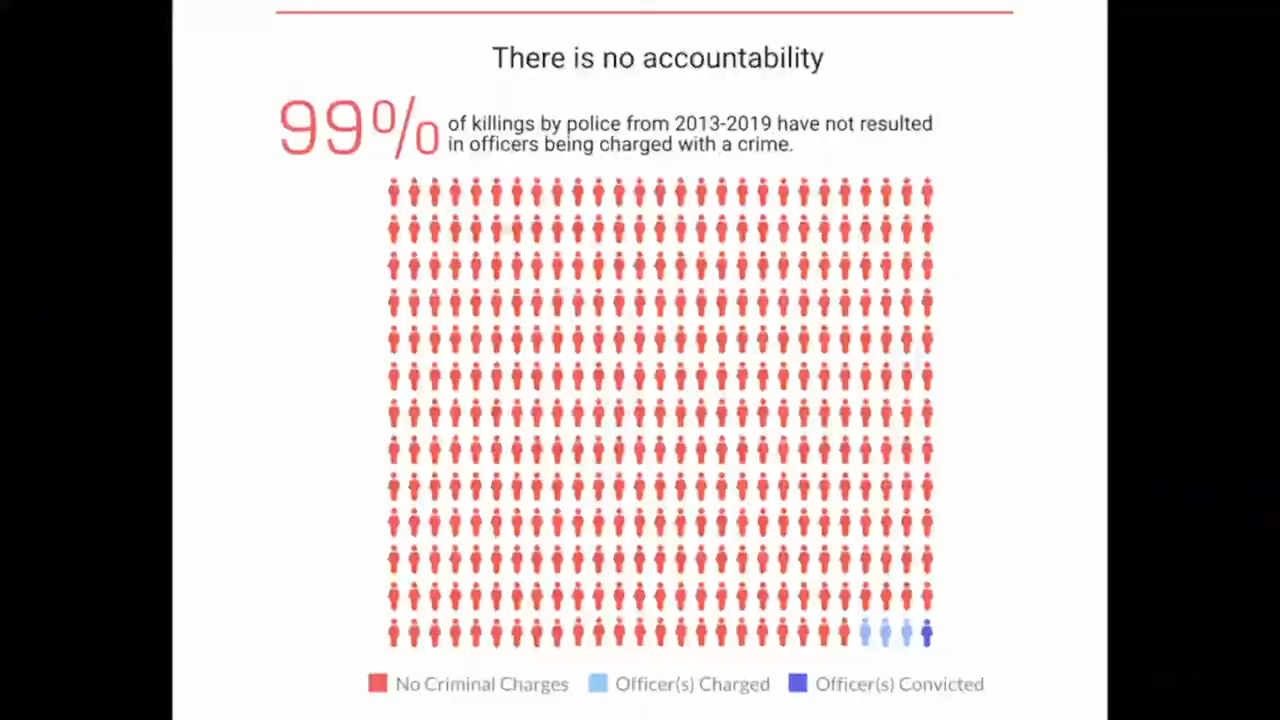 There is no accountability
99%
of killings by police from 2013-2019 have not resulted
in officers being charged with a crime.
No Criminal Charges
Officer(s) Charged
Officer(s) Convicted